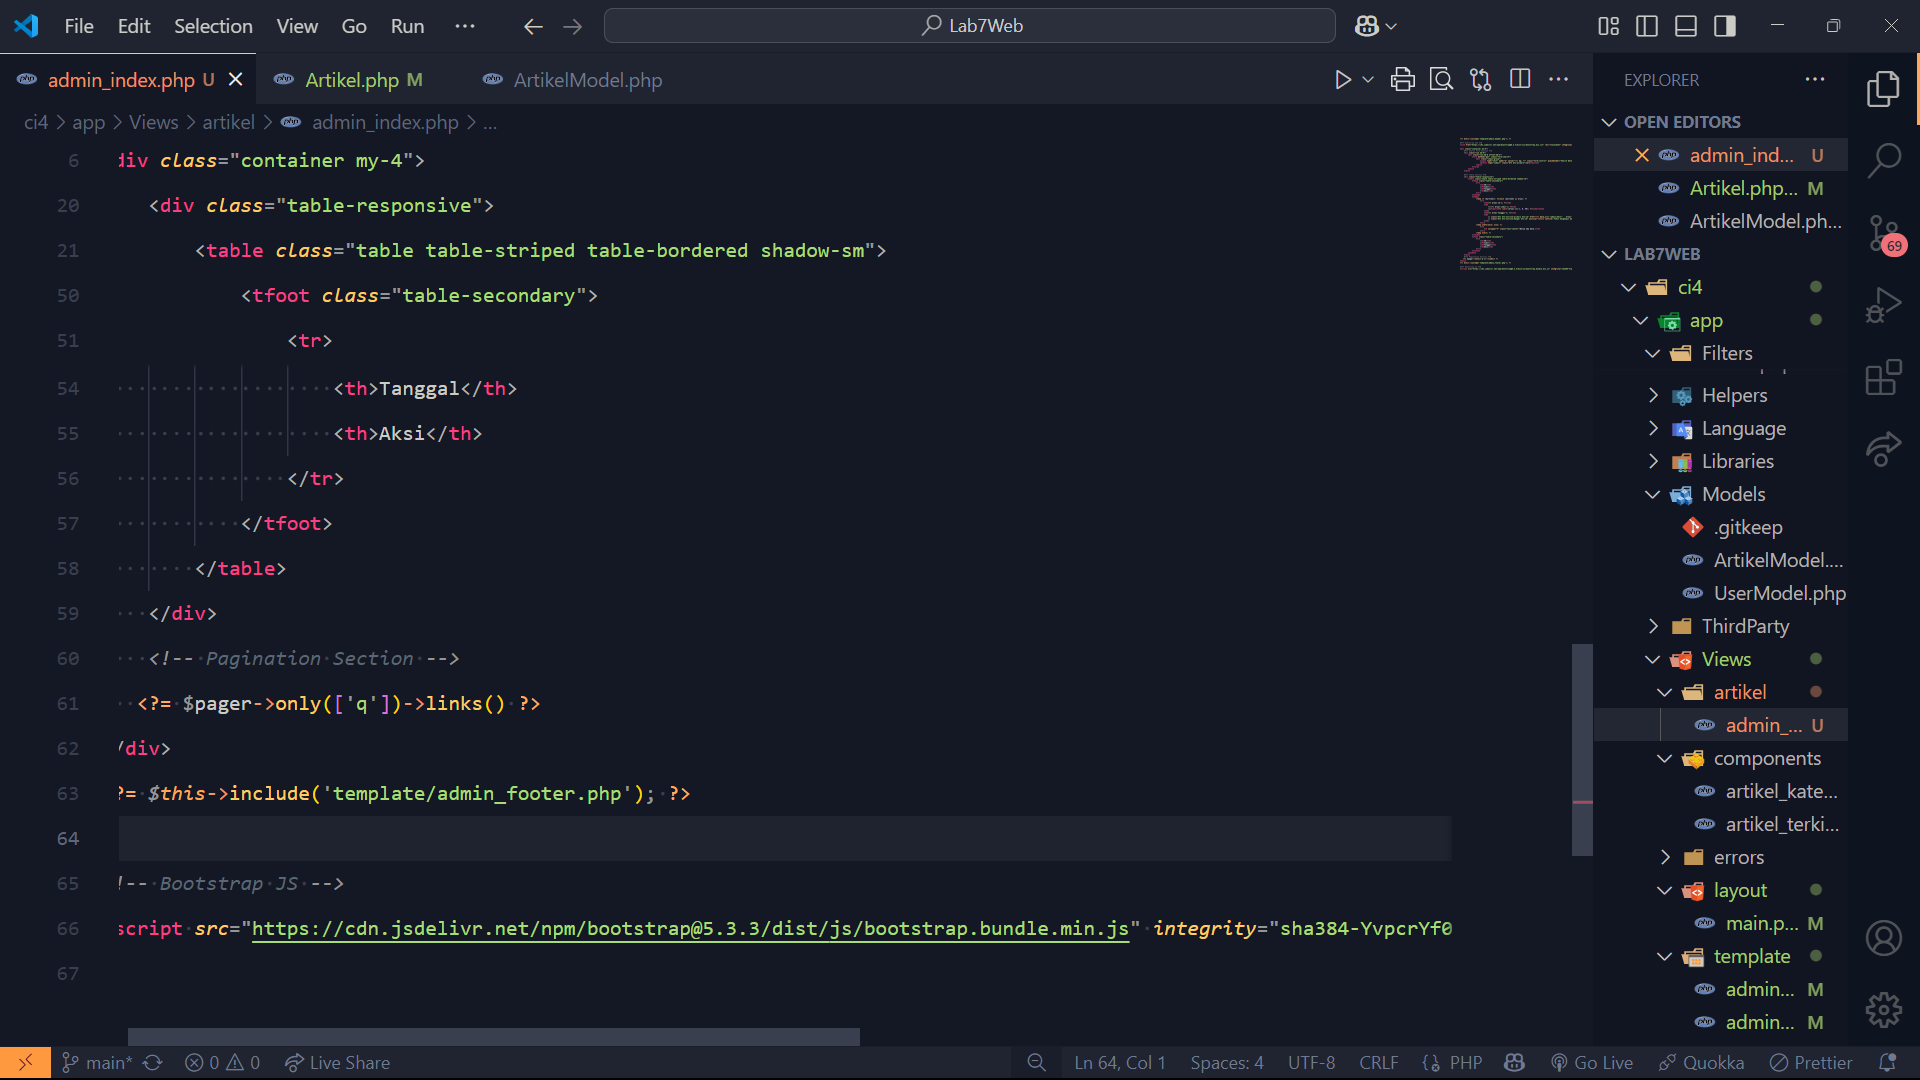 File Edit Selection View Go Run ··· Lab7Web
admin_index.php U Artikel.php M ArtikelModel.php
ci4 > app > Views > artikel > admin_index.php > ...
6 div class="container my-4">
20 <div class="table-responsive">
21 <table class="table table-striped table-bordered shadow-sm">
50 <tfoot class="table-secondary">
51 <tr>
54 <th>Tanggal</th>
55 <th>Aksi</th>
56 </tr>
57 </tfoot>
58 </table>
59 </div>
60 <!-- Pagination Section -->
61 <?= $pager->only(['q'])->links() ?>
62 /div>
63 ?= $this->include('template/admin_footer.php'); ?>
64
65 !-- Bootstrap JS -->
66 script src="https://cdn.jsdelivr.net/npm/bootstrap@5.3.3/dist/js/bootstrap.bundle.min.js" integrity="sha384-YvpcrYf0
67
EXPLORER ···
OPEN EDITORS
admin_ind... U
Artikel.php... M
ArtikelModel.ph...
LAB7WEB
ci4
app
Filters
Helpers
Language
Libraries
Models
.gitkeep
ArtikelModel....
UserModel.php
ThirdParty
Views
artikel
admin_... U
components
artikel_kate...
artikel_terki...
errors
layout
main.p... M
template
admin... M
admin... M
69
main* 0 0 Live Share Ln 64, Col 1 Spaces: 4 UTF-8 CRLF {} PHP Go Live Quokka Prettier